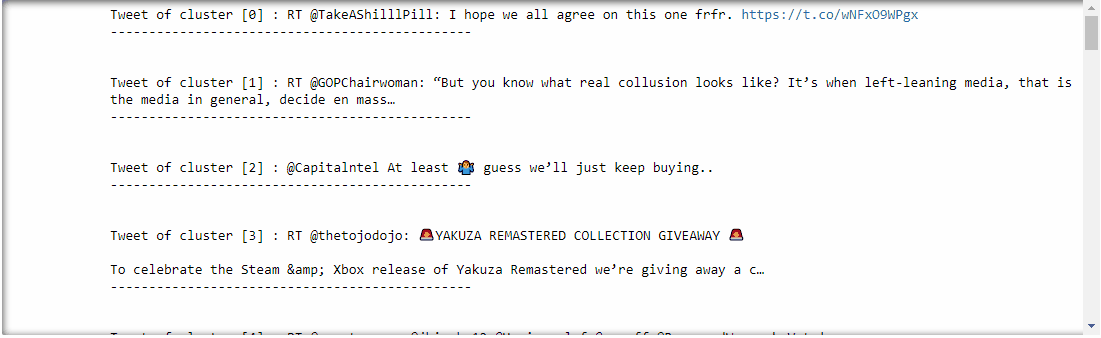 Tweet of cluster [0] : RT @TakeAShilllPill: I hope we all agree on this one frfr. https://t.co/wNFxO9WPgx
-----------------------------------------------
Tweet of cluster [1] : RT @GOPChairwoman: “But you know what real collusion looks like? It’s when left-leaning media, that is
the media in general, decide en mass…
-----------------------------------------------
Tweet of cluster [2] : @Capitalntel At least 🤷 guess we’ll just keep buying..
-----------------------------------------------
Tweet of cluster [3] : RT @thetojodojo: 🚨YAKUZA REMASTERED COLLECTION GIVEAWAY 🚨
To celebrate the Steam &amp; Xbox release of Yakuza Remastered we’re giving away a c…
-----------------------------------------------